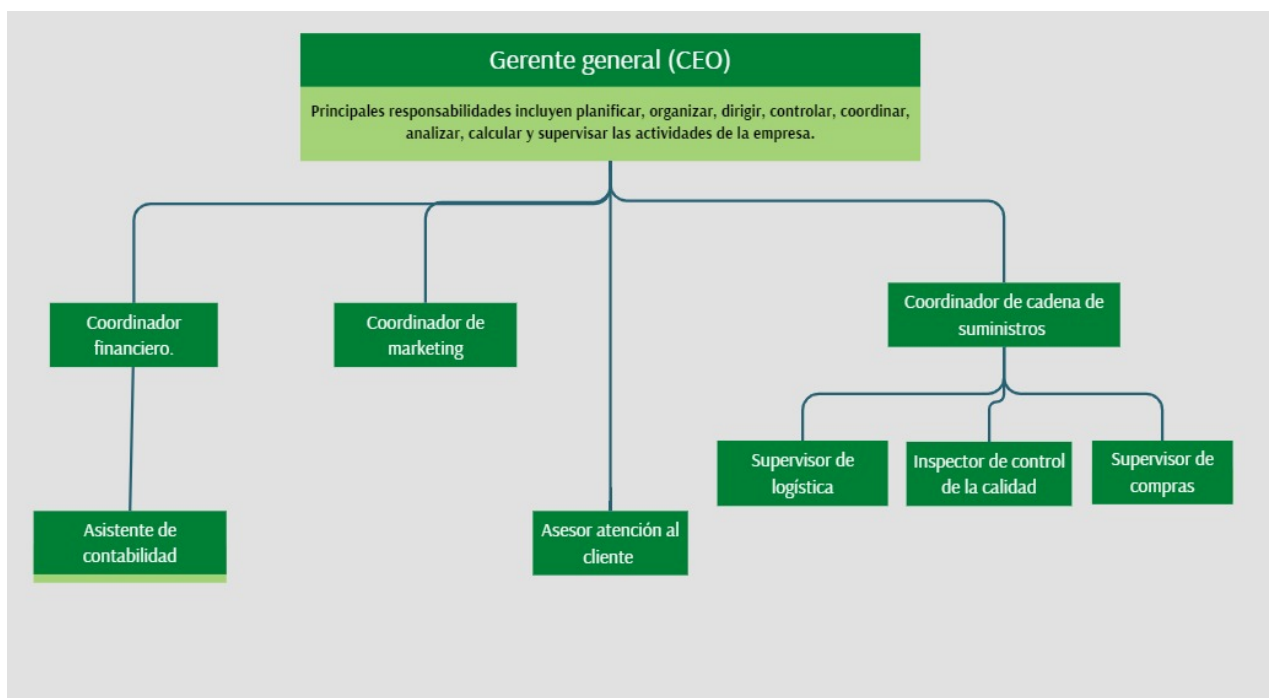 Gerente general (CEO)
Principales responsabilidades incluyen planificar, organizar, dirigir, controlar, coordinar,
analizar, calcular y supervisar las actividades de la empresa.
Coordinador
financiero.
Coordinador de
marketing
Coordinador de cadena de
suministros
Supervisor de
logística
Inspector de control
de la calidad
Supervisor de
compras
Asistente de
contabilidad
Asesor atención al
cliente